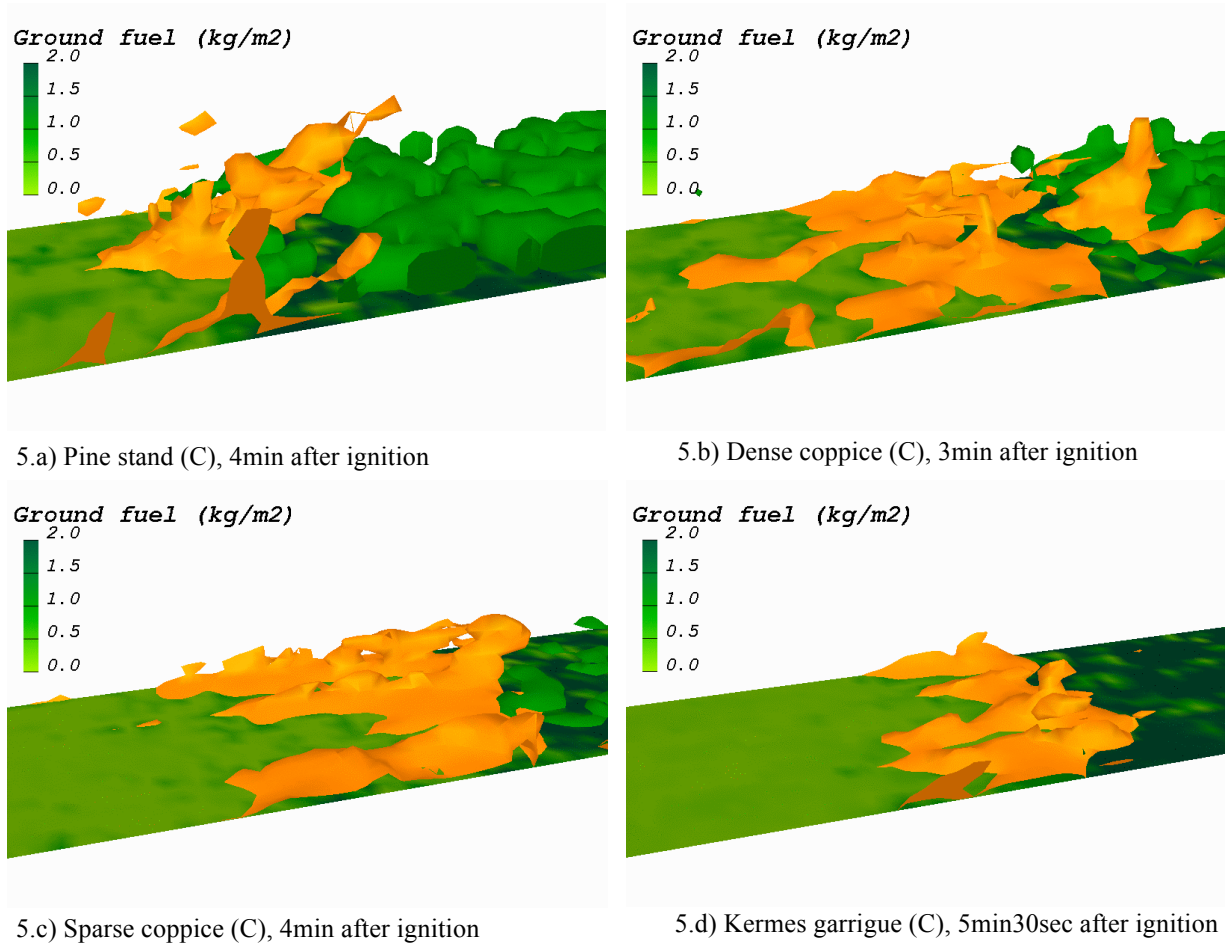 Ground fuel (kg/m2)
2.0
1.5
1.0
0.5
0.0
5.a) Pine stand (C), 4min after ignition
Ground fuel (kg/m2)
2.0
1.5
1.0
0.5
0.0
5.b) Dense coppice (C), 3min after ignition
Ground fuel (kg/m2)
2.0
1.5
1.0
0.5
0.0
5.c) Sparse coppice (C), 4min after ignition
Ground fuel (kg/m2)
2.0
1.5
1.0
0.5
0.0
5.d) Kermes garrigue (C), 5min30sec after ignition